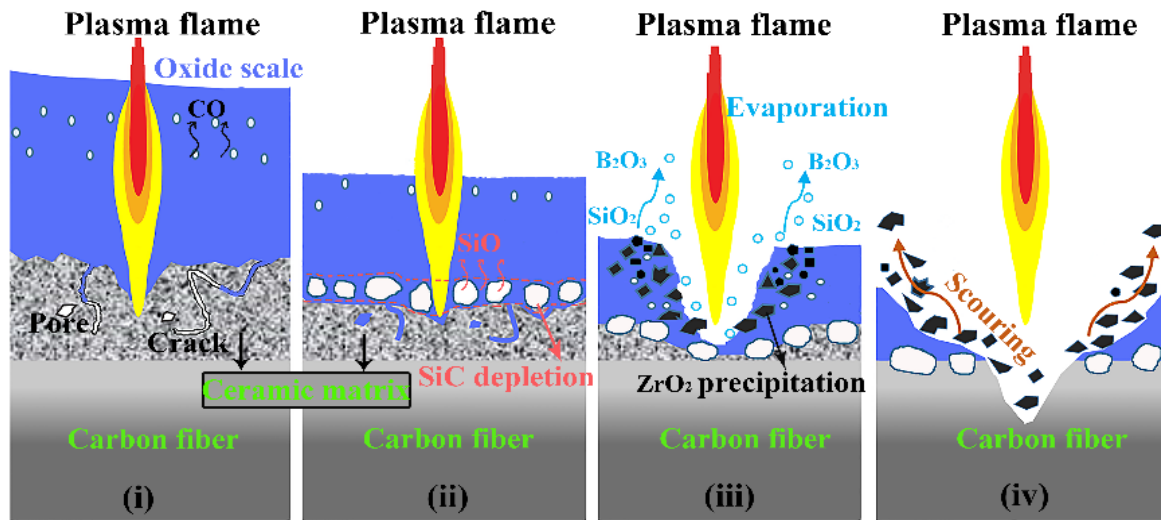 Plasma flame
Oxide scale
CO
Pore
Crack
Ceramic matrix
Carbon fiber
(i)
Plasma flame
SiO
SiC depletion
Carbon fiber
(ii)
Plasma flame
Evaporation
B₂O₃
B₂O₃
SiO₂
SiO₂
ZrO₂ precipitation
Carbon fiber
(iii)
Plasma flame
Scouring
Carbon fiber
(iv)